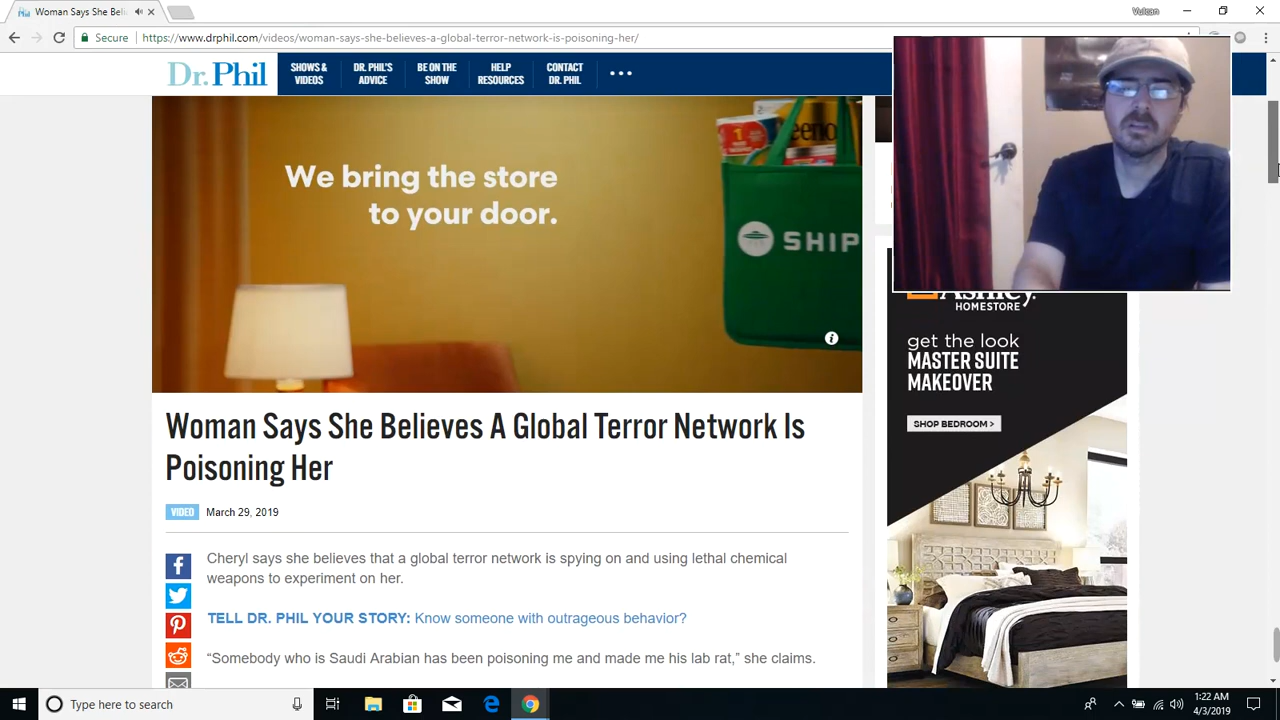 Woman Says She Beli
Vulcan
Secure
https://www.drphil.com/videos/woman-says-she-believes-a-global-terror-network-is-poisoning-her/
Dr. Phil
SHOWS &
VIDEOS
DR. PHIL'S
ADVICE
BE ON THE
SHOW
HELP
RESOURCES
CONTACT
DR. PHIL
We bring the store
to your door.
SHIP
Woman Says She Believes A Global Terror Network Is
Poisoning Her
VIDEO March 29, 2019
Cheryl says she believes that a global terror network is spying on and using lethal chemical
weapons to experiment on her.
TELL DR. PHIL YOUR STORY: Know someone with outrageous behavior?
“Somebody who is Saudi Arabian has been poisoning me and made me his lab rat,” she claims.
Ashley.
HOMESTORE
get the look
MASTER SUITE
MAKEOVER
SHOP BEDROOM >
Type here to search
1:22 AM
4/3/2019